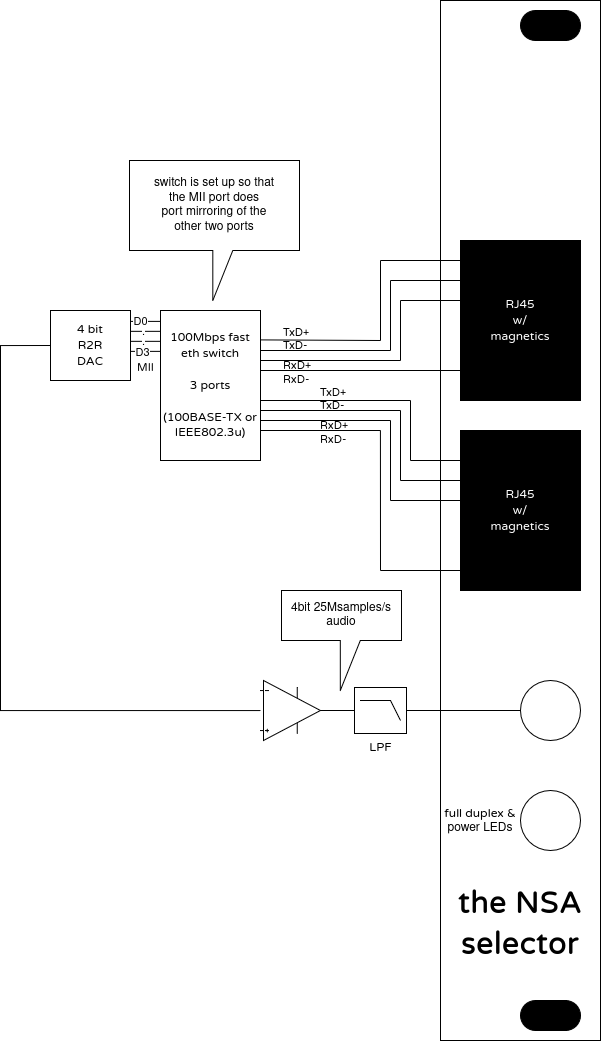 switch is set up so that
the MII port does
port mirroring of the
other two ports
RJ45
w/
magnetics
4 bit
R2R
DAC
D0
.
.
D3
MII
100Mbps fast
eth switch
3 ports
(100BASE-TX or
IEEE802.3u)
TxD+
TxD-
RxD+
RxD-
TxD+
TxD-
RxD+
RxD-
RJ45
w/
magnetics
4bit 25Msamples/s
audio
LPF
full duplex &
power LEDs
the NSA
selector